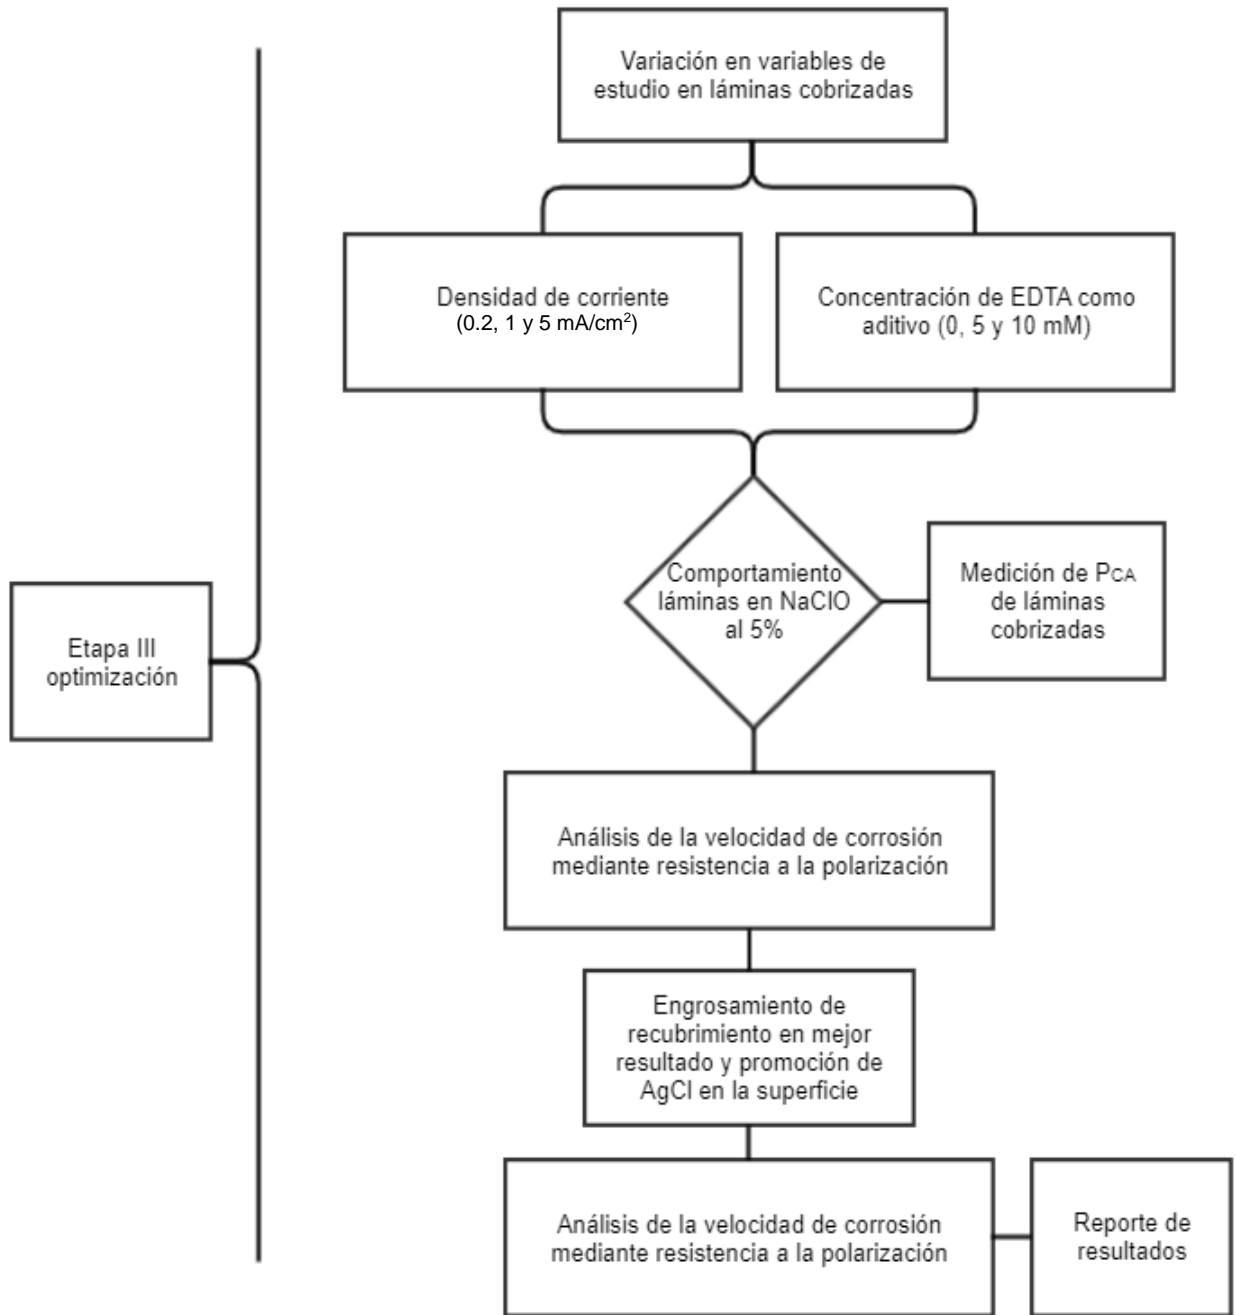 Variación en variables de
estudio en láminas cobrizadas
Densidad de corriente
(0.2, 1 y 5 mA/cm²)
Concentración de EDTA como
aditivo (0, 5 y 10 mM)
Comportamiento
láminas en NaClO
al 5%
Medición de PCA
de láminas
cobrizadas
Etapa III
optimización
Análisis de la velocidad de corrosión
mediante resistencia a la polarización
Engrosamiento de
recubrimiento en mejor
resultado y promoción de
AgCl en la superficie
Análisis de la velocidad de corrosión
mediante resistencia a la polarización
Reporte de
resultados